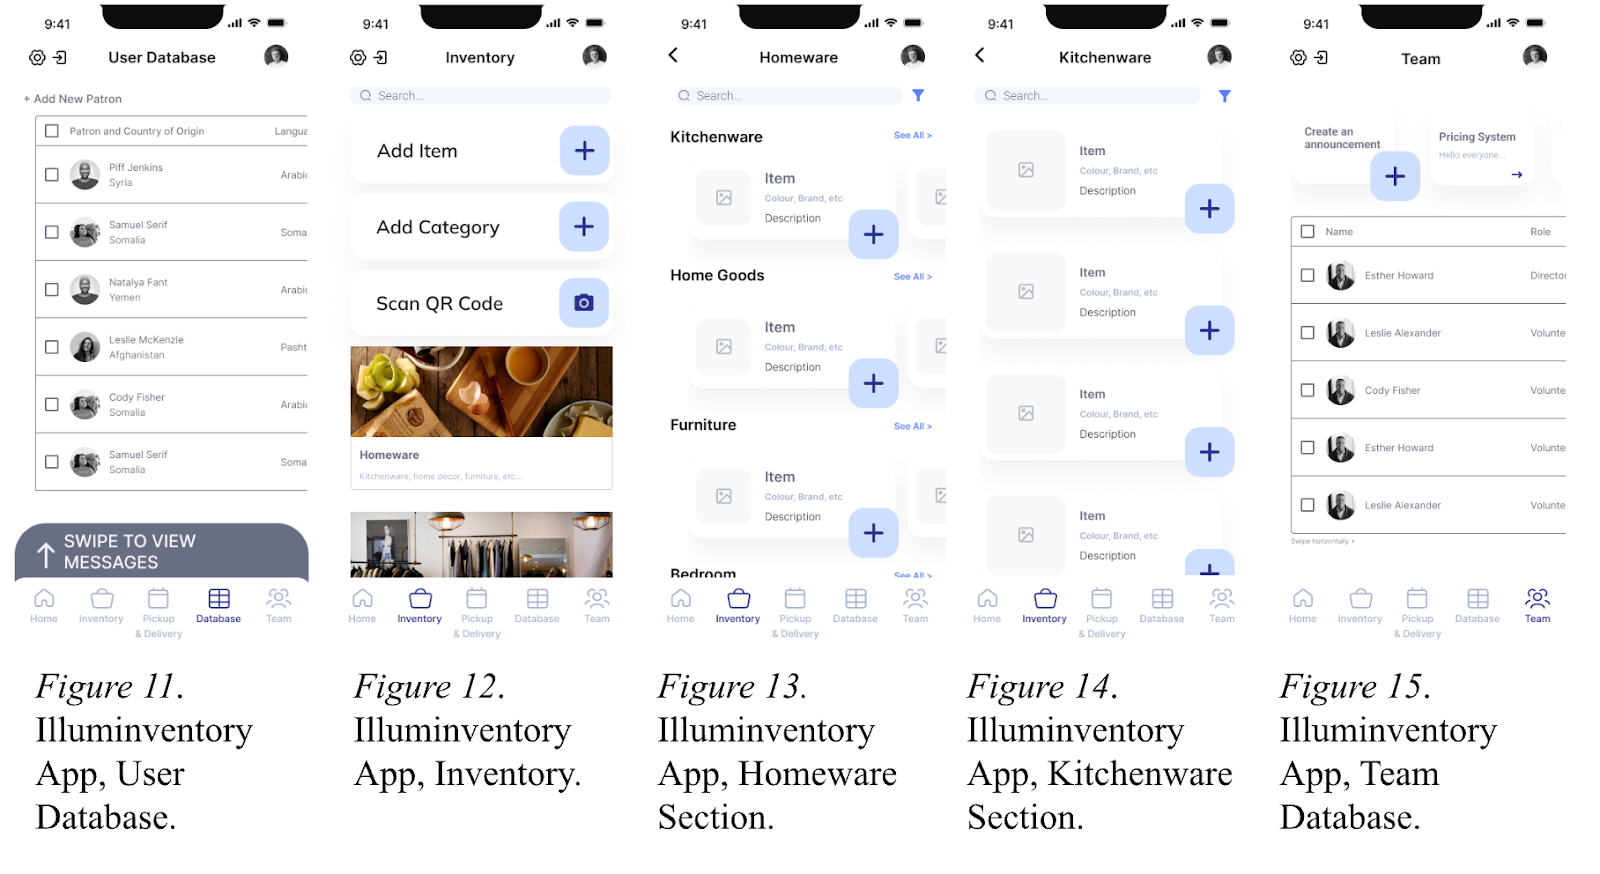 9:41
User Database
+ Add New Patron
Patron and Country of Origin Langua
Piff Jenkins
Syria
Arabic
Samuel Serif
Somalia
Soma
Natalya Fant
Yemen
Arabic
Leslie McKenzie
Afghanistan
Pasht
Cody Fisher
Somalia
Arabic
Samuel Serif
Somalia
Soma
SWIPE TO VIEW
MESSAGES
Home Inventory Pickup Database Team
& Delivery
9:41
Inventory
Search...
Add Item
Add Category
Scan QR Code
Homeware
Kitchenware, home decor, furniture, etc...
Home Inventory Pickup Database Team
& Delivery
9:41
Homeware
Search...
Kitchenware See All >
Item
Colour, Brand, etc
Description
Home Goods See All >
Item
Colour, Brand, etc
Description
Furniture See All >
Item
Colour, Brand, etc
Description
Bedroom See All >
Home Inventory Pickup Database Team
& Delivery
9:41
Kitchenware
Search...
Item
Colour, Brand, etc
Description
Item
Colour, Brand, etc
Description
Item
Colour, Brand, etc
Description
Item
Colour, Brand, etc
Description
Home Inventory Pickup Database Team
& Delivery
9:41
Team
Create an
announcement
Pricing System
Hello everyone...
Name Role
Esther Howard Director
Leslie Alexander Volunte
Cody Fisher Volunte
Esther Howard Volunte
Leslie Alexander Volunte
Swipe horizontally >
Home Inventory Pickup Database Team
& Delivery
Figure 11.
Illuminventory
App, User
Database.
Figure 12.
Illuminventory
App, Inventory.
Figure 13.
Illuminventory
App, Homeware
Section.
Figure 14.
Illuminventory
App, Kitchenware
Section.
Figure 15.
Illuminventory
App, Team
Database.